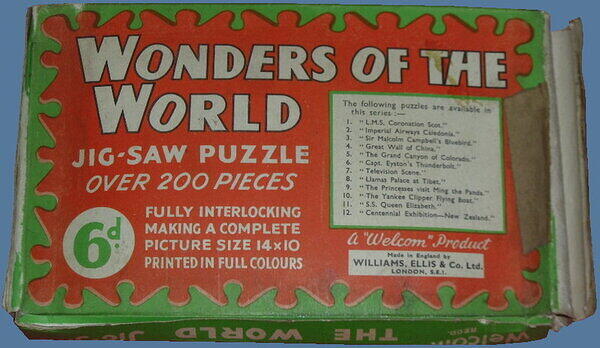 WONDERS OF THE
WORLD
JIG-SAW PUZZLE
OVER 200 PIECES
6d.
FULLY INTERLOCKING
MAKING A COMPLETE
PICTURE SIZE 14×10
PRINTED IN FULL COLOURS
The following puzzles are available in
this series :—
1. "L.M.S. Coronation Scot."
2. "Imperial Airways Caledonia."
3. "Sir Malcolm Campbell's Bluebird."
4. "Great Wall of China."
5. "The Grand Canyon of Colorado."
6. "Capt. Eyston's Thunderbolt."
7. "Television Scene."
8. "Llamas Palace at Tibet."
9. "The Princesses visit Ming the Panda."
10. "The Yankee Clipper Flying Boat."
11. "S.S. Queen Elizabeth."
12. "Centennial Exhibition—New Zealand."
A "Welcom" Product
Made in England by
WILLIAMS, ELLIS & Co. Ltd.
LONDON, S.E.1.
Welcom
REGD.
THE WORLD JIG-S